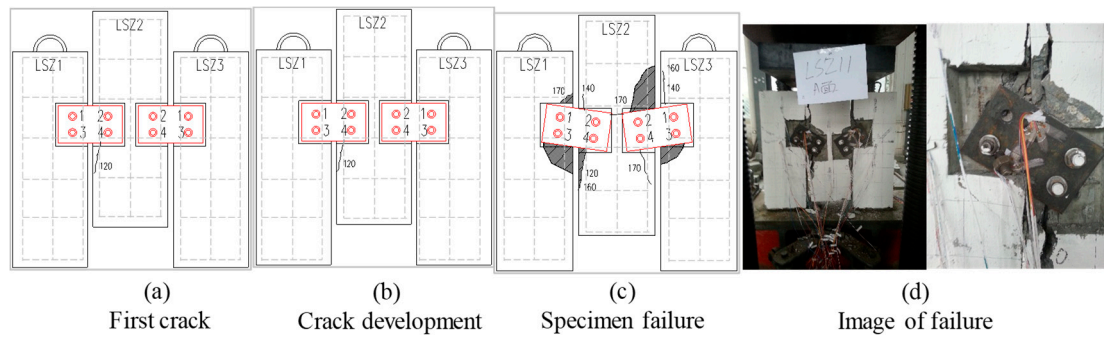 LSZ2
LSZ1
LSZ3
1 2
3 4
2 1
4 3
120
(a)
First crack
LSZ2
LSZ1
LSZ3
1 2
3 4
2 1
4 3
120
(b)
Crack development
LSZ2
LSZ1
LSZ3
160
170
140
170
140
1 2
3 4
2 1
4 3
120
160
170
(c)
Specimen failure
LSZ11
(d)
Image of failure